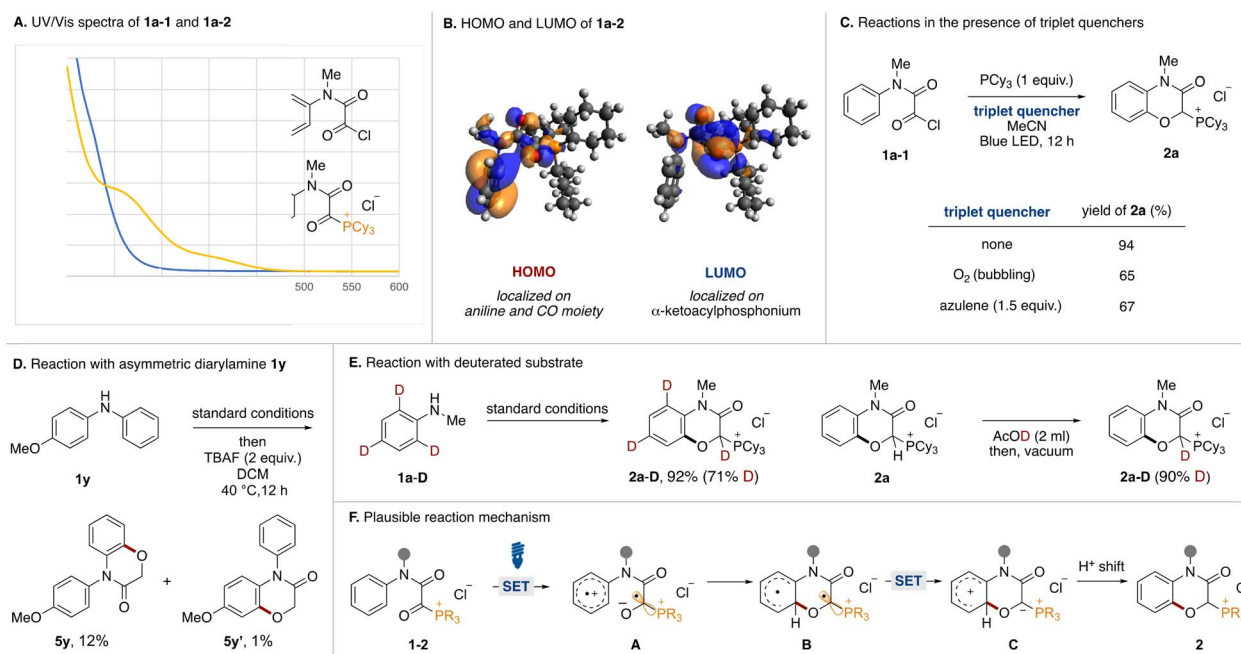 A. UV/Vis spectra of 1a-1 and 1a-2
Me
N
O
O
Cl
Me
N
O
Cl⁻
O
+
PCy₃
500 550 600
B. HOMO and LUMO of 1a-2
HOMO
localized on
aniline and CO moiety
LUMO
localized on
α-ketoacylphosphonium
C. Reactions in the presence of triplet quenchers
Me
N
O
O
Cl
1a-1
PCy₃ (1 equiv.)
triplet quencher
MeCN
Blue LED, 12 h
Me
N
O
Cl⁻
O
+
PCy₃
2a
triplet quencher yield of 2a (%)
none 94
O₂ (bubbling) 65
azulene (1.5 equiv.) 67
D. Reaction with asymmetric diarylamine 1y
H
N
MeO
1y
standard conditions
then
TBAF (2 equiv.)
DCM
40 °C,12 h
O
N
O
MeO
5y, 12%
+
N
O
MeO
O
5y', 1%
E. Reaction with deuterated substrate
D
H
N
Me
D
D
1a-D
standard conditions
D
Me
N
O
Cl⁻
D
O
+
PCy₃
D
2a-D, 92% (71% D)
Me
N
O
Cl⁻
O
+
PCy₃
H
2a
AcOD (2 ml)
then, vacuum
Me
N
O
Cl⁻
O
+
PCy₃
D
2a-D (90% D)
F. Plausible reaction mechanism
N
O
Cl⁻
O
+
PR₃
1-2
SET
N
O
Cl⁻
•+
−
O
•
+
PR₃
A
N
O
Cl⁻
•
•
H
O
+
PR₃
B
SET
N
O
Cl⁻
+
H
O
−
+
PR₃
C
H⁺ shift
N
O
O
+
2